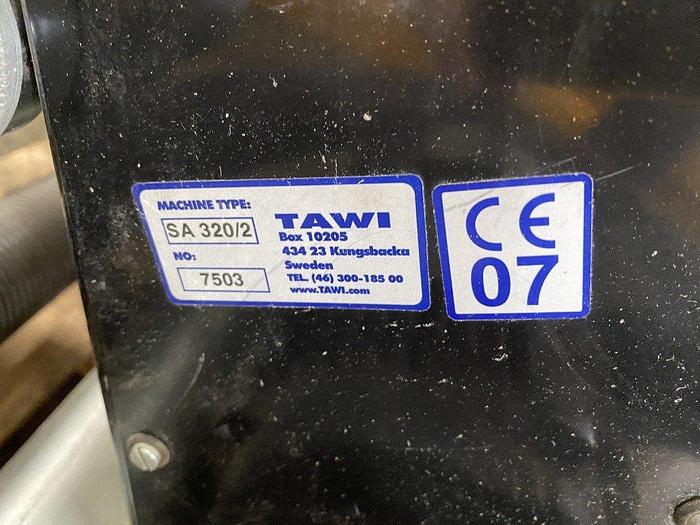 MACHINE TYPE:
SA 320/2
NO:
7503
TAWI
Box 10205
434 23 Kungsbacka
Sweden
TEL. (46) 300-185 00
www.TAWI.com
CE
07